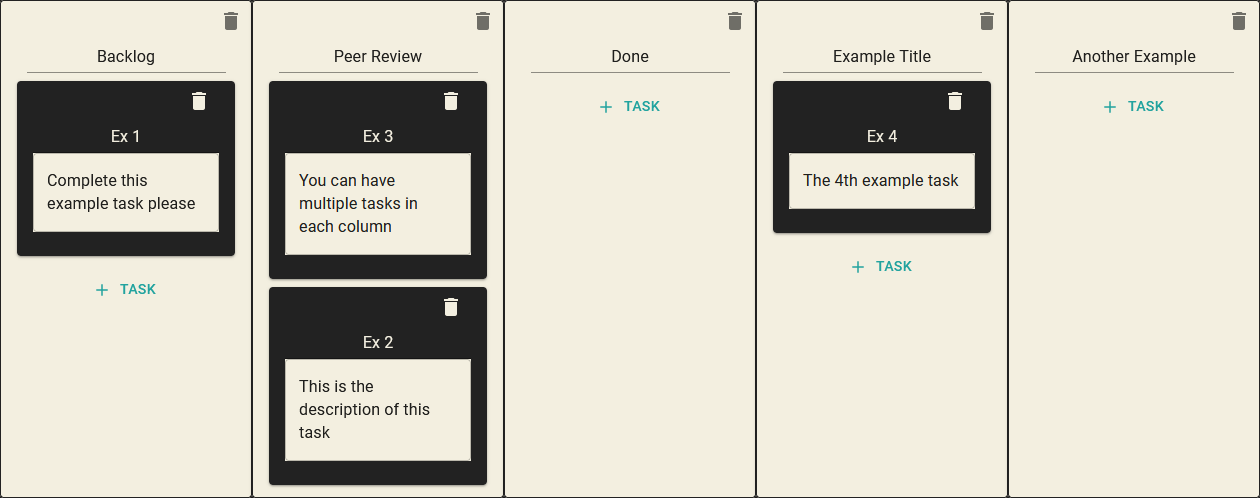 Backlog
Ex 1
Complete this
example task please
+ TASK
Peer Review
Ex 3
You can have
multiple tasks in
each column
Ex 2
This is the
description of this
task
Done
+ TASK
Example Title
Ex 4
The 4th example task
+ TASK
Another Example
+ TASK